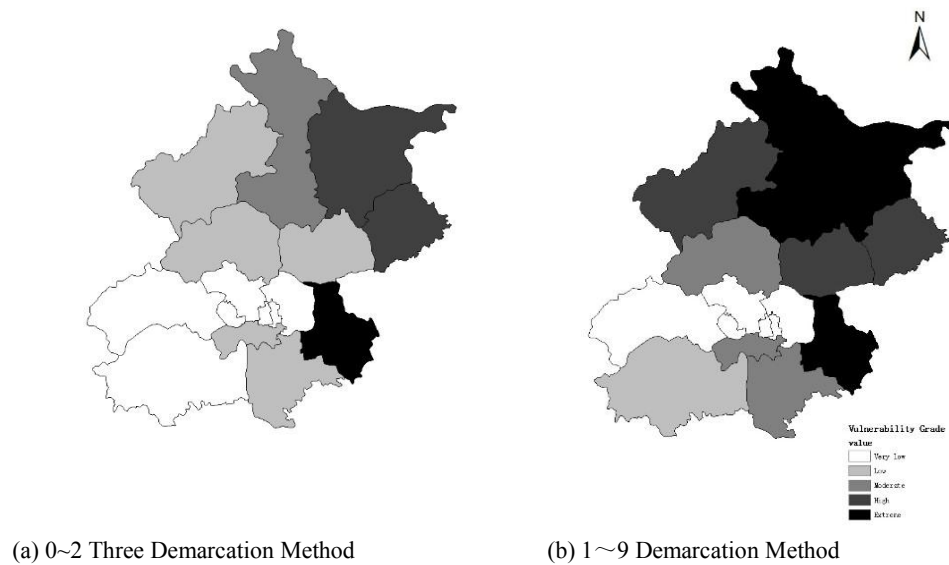 N
Vulnerability Grade
value
Very Low
Low
Moderate
High
Extreme
(a) 0~2 Three Demarcation Method
(b) 1～9 Demarcation Method